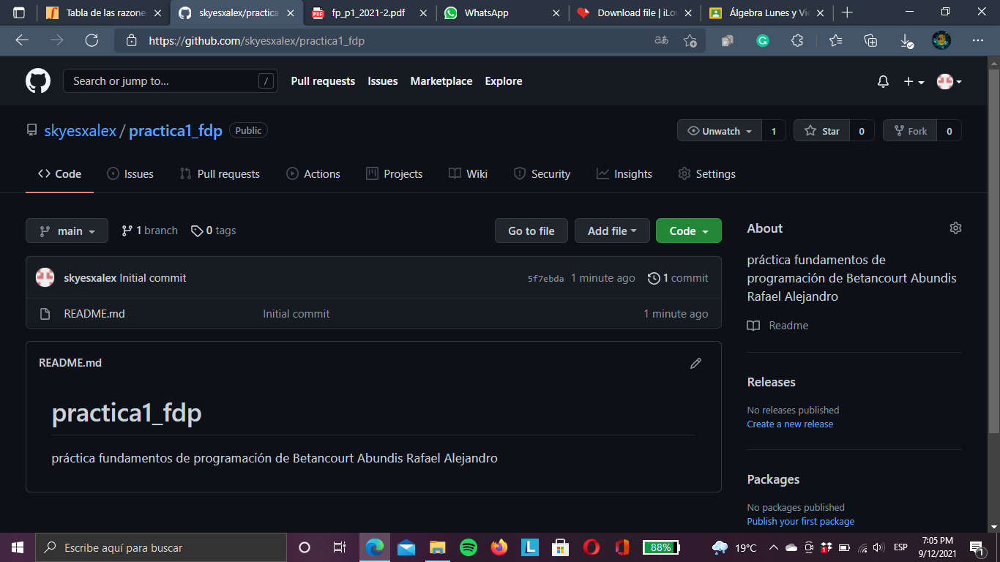 Tabla de las razone
skyesxalex/practica
fp_p1_2021-2.pdf
WhatsApp
Download file | iLo
Álgebra Lunes y Vi
https://github.com/skyesxalex/practica1_fdp
Search or jump to... /
Pull requests Issues Marketplace Explore
skyesxalex / practica1_fdp Public
Unwatch 1 Star 0 Fork 0
Code Issues Pull requests Actions Projects Wiki Security Insights Settings
main 1 branch 0 tags Go to file Add file Code
skyesxalex Initial commit 5f7ebda 1 minute ago 1 commit
README.md Initial commit 1 minute ago
README.md
practica1_fdp
práctica fundamentos de programación de Betancourt Abundis Rafael Alejandro
About
práctica fundamentos de
programación de Betancourt Abundis
Rafael Alejandro
Readme
Releases
No releases published
Create a new release
Packages
No packages published
Publish your first package
Escribe aquí para buscar
88%
19°C
ESP
7:05 PM
9/12/2021
1